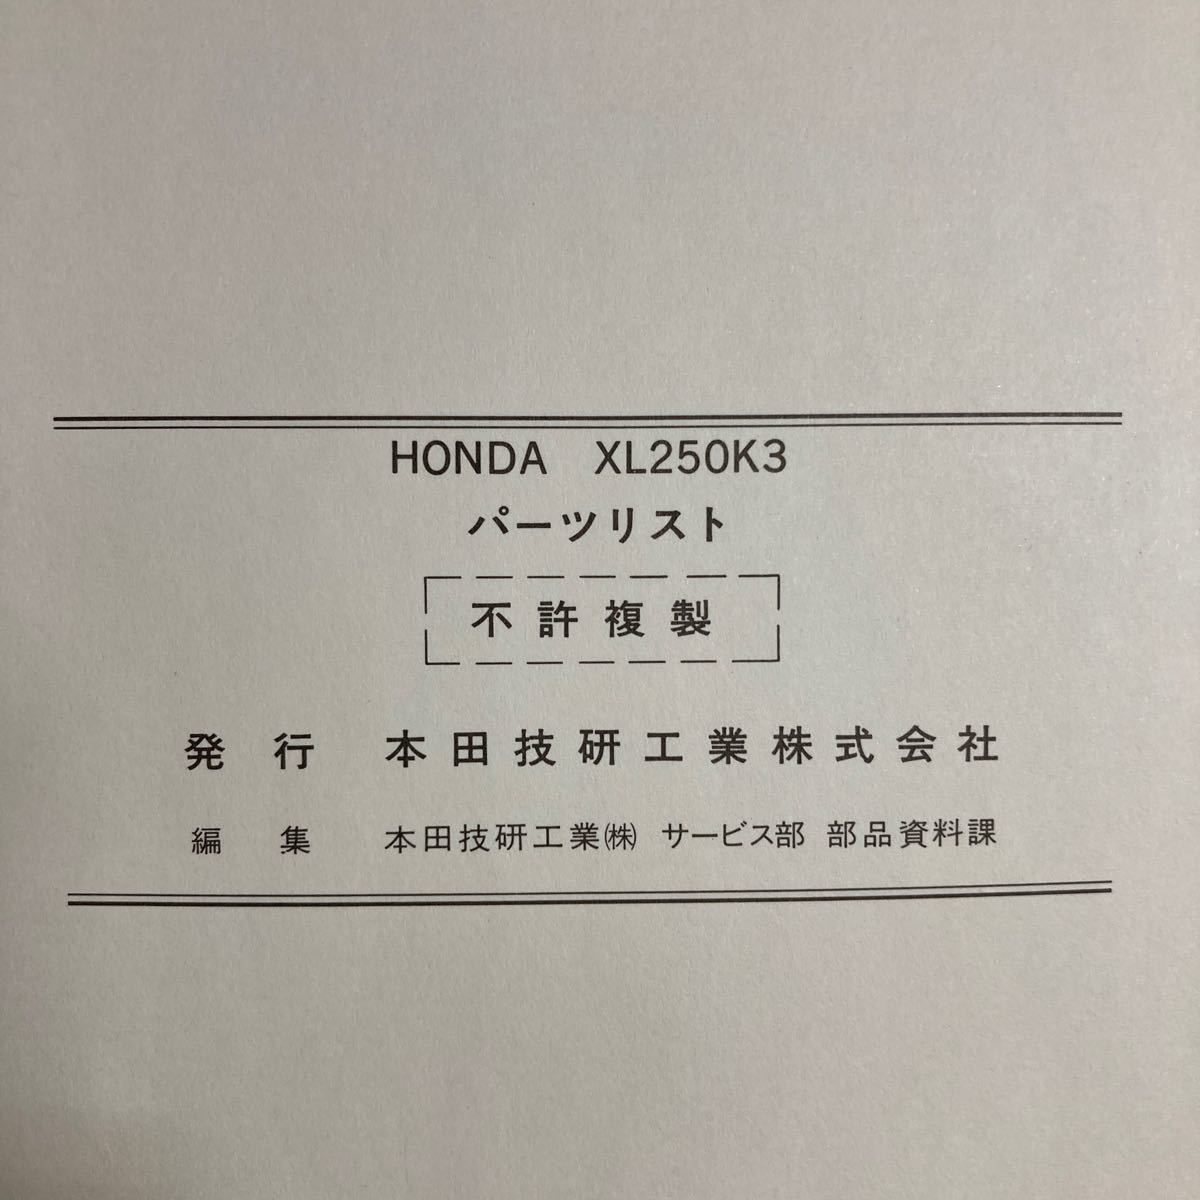 HONDA XL250K3
パーツリスト
不許複製
発行 本田技研工業株式会社
編集 本田技研工業㈱ サービス部 部品資料課